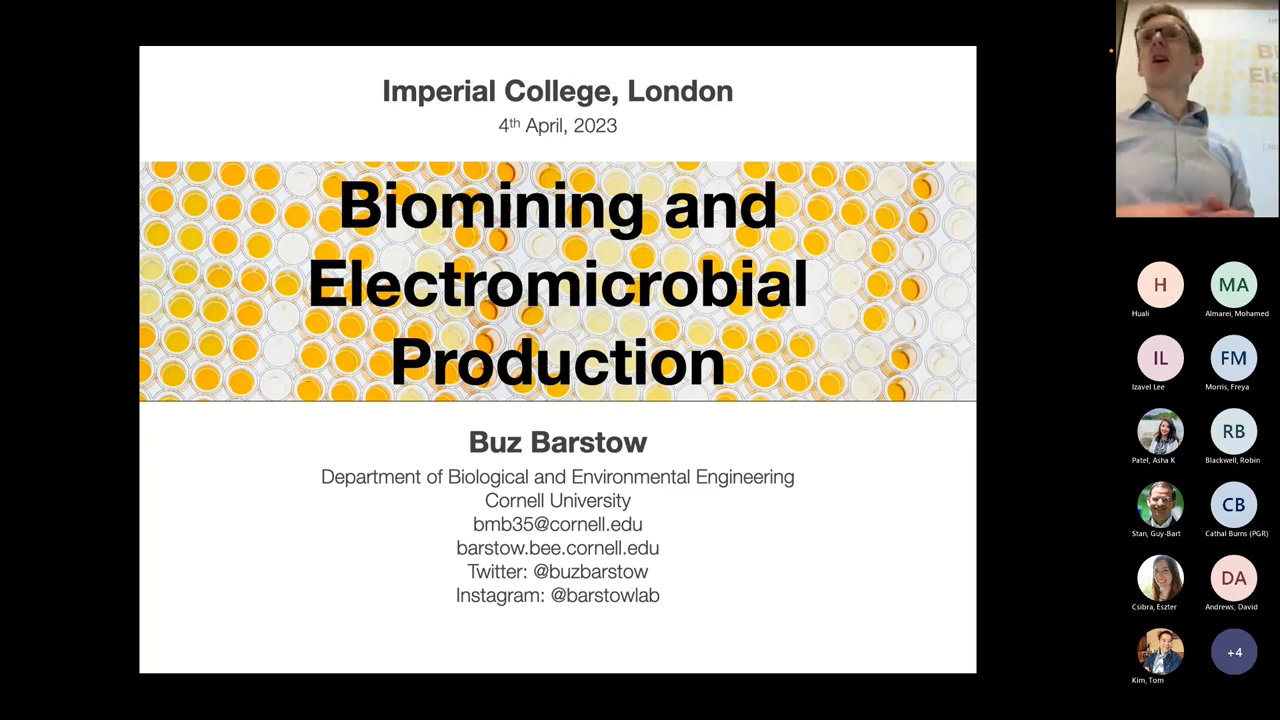 Imperial College, London
4th April, 2023
Biomining and
Electromicrobial
Production
Buz Barstow
Department of Biological and Environmental Engineering
Cornell University
bmb35@cornell.edu
barstow.bee.cornell.edu
Twitter: @buzbarstow
Instagram: @barstowlab
H
Huali
MA
Almarei, Mohamed
IL
Izavel Lee
FM
Morris, Freya
Patel, Asha K
RB
Blackwell, Robin
Stan, Guy-Bart
CB
Cathal Burns (PGR)
Csibra, Eszter
DA
Andrews, David
Kim, Tom
+4